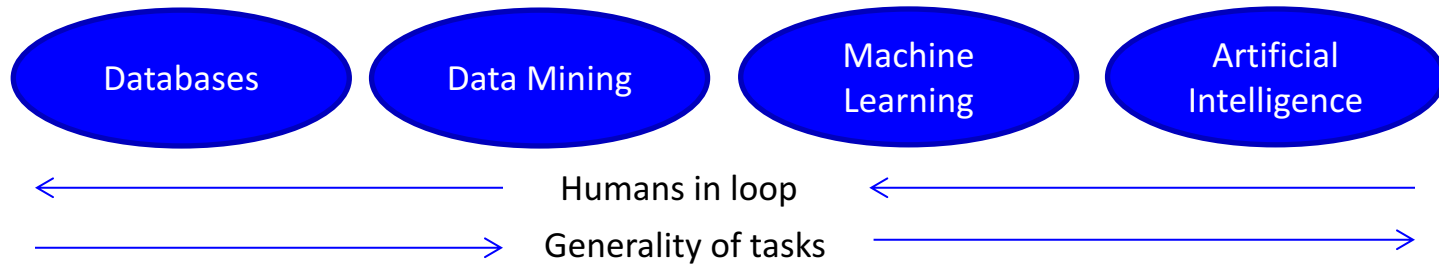 Databases
Data Mining
Machine
Learning
Artificial
Intelligence
Humans in loop
Generality of tasks